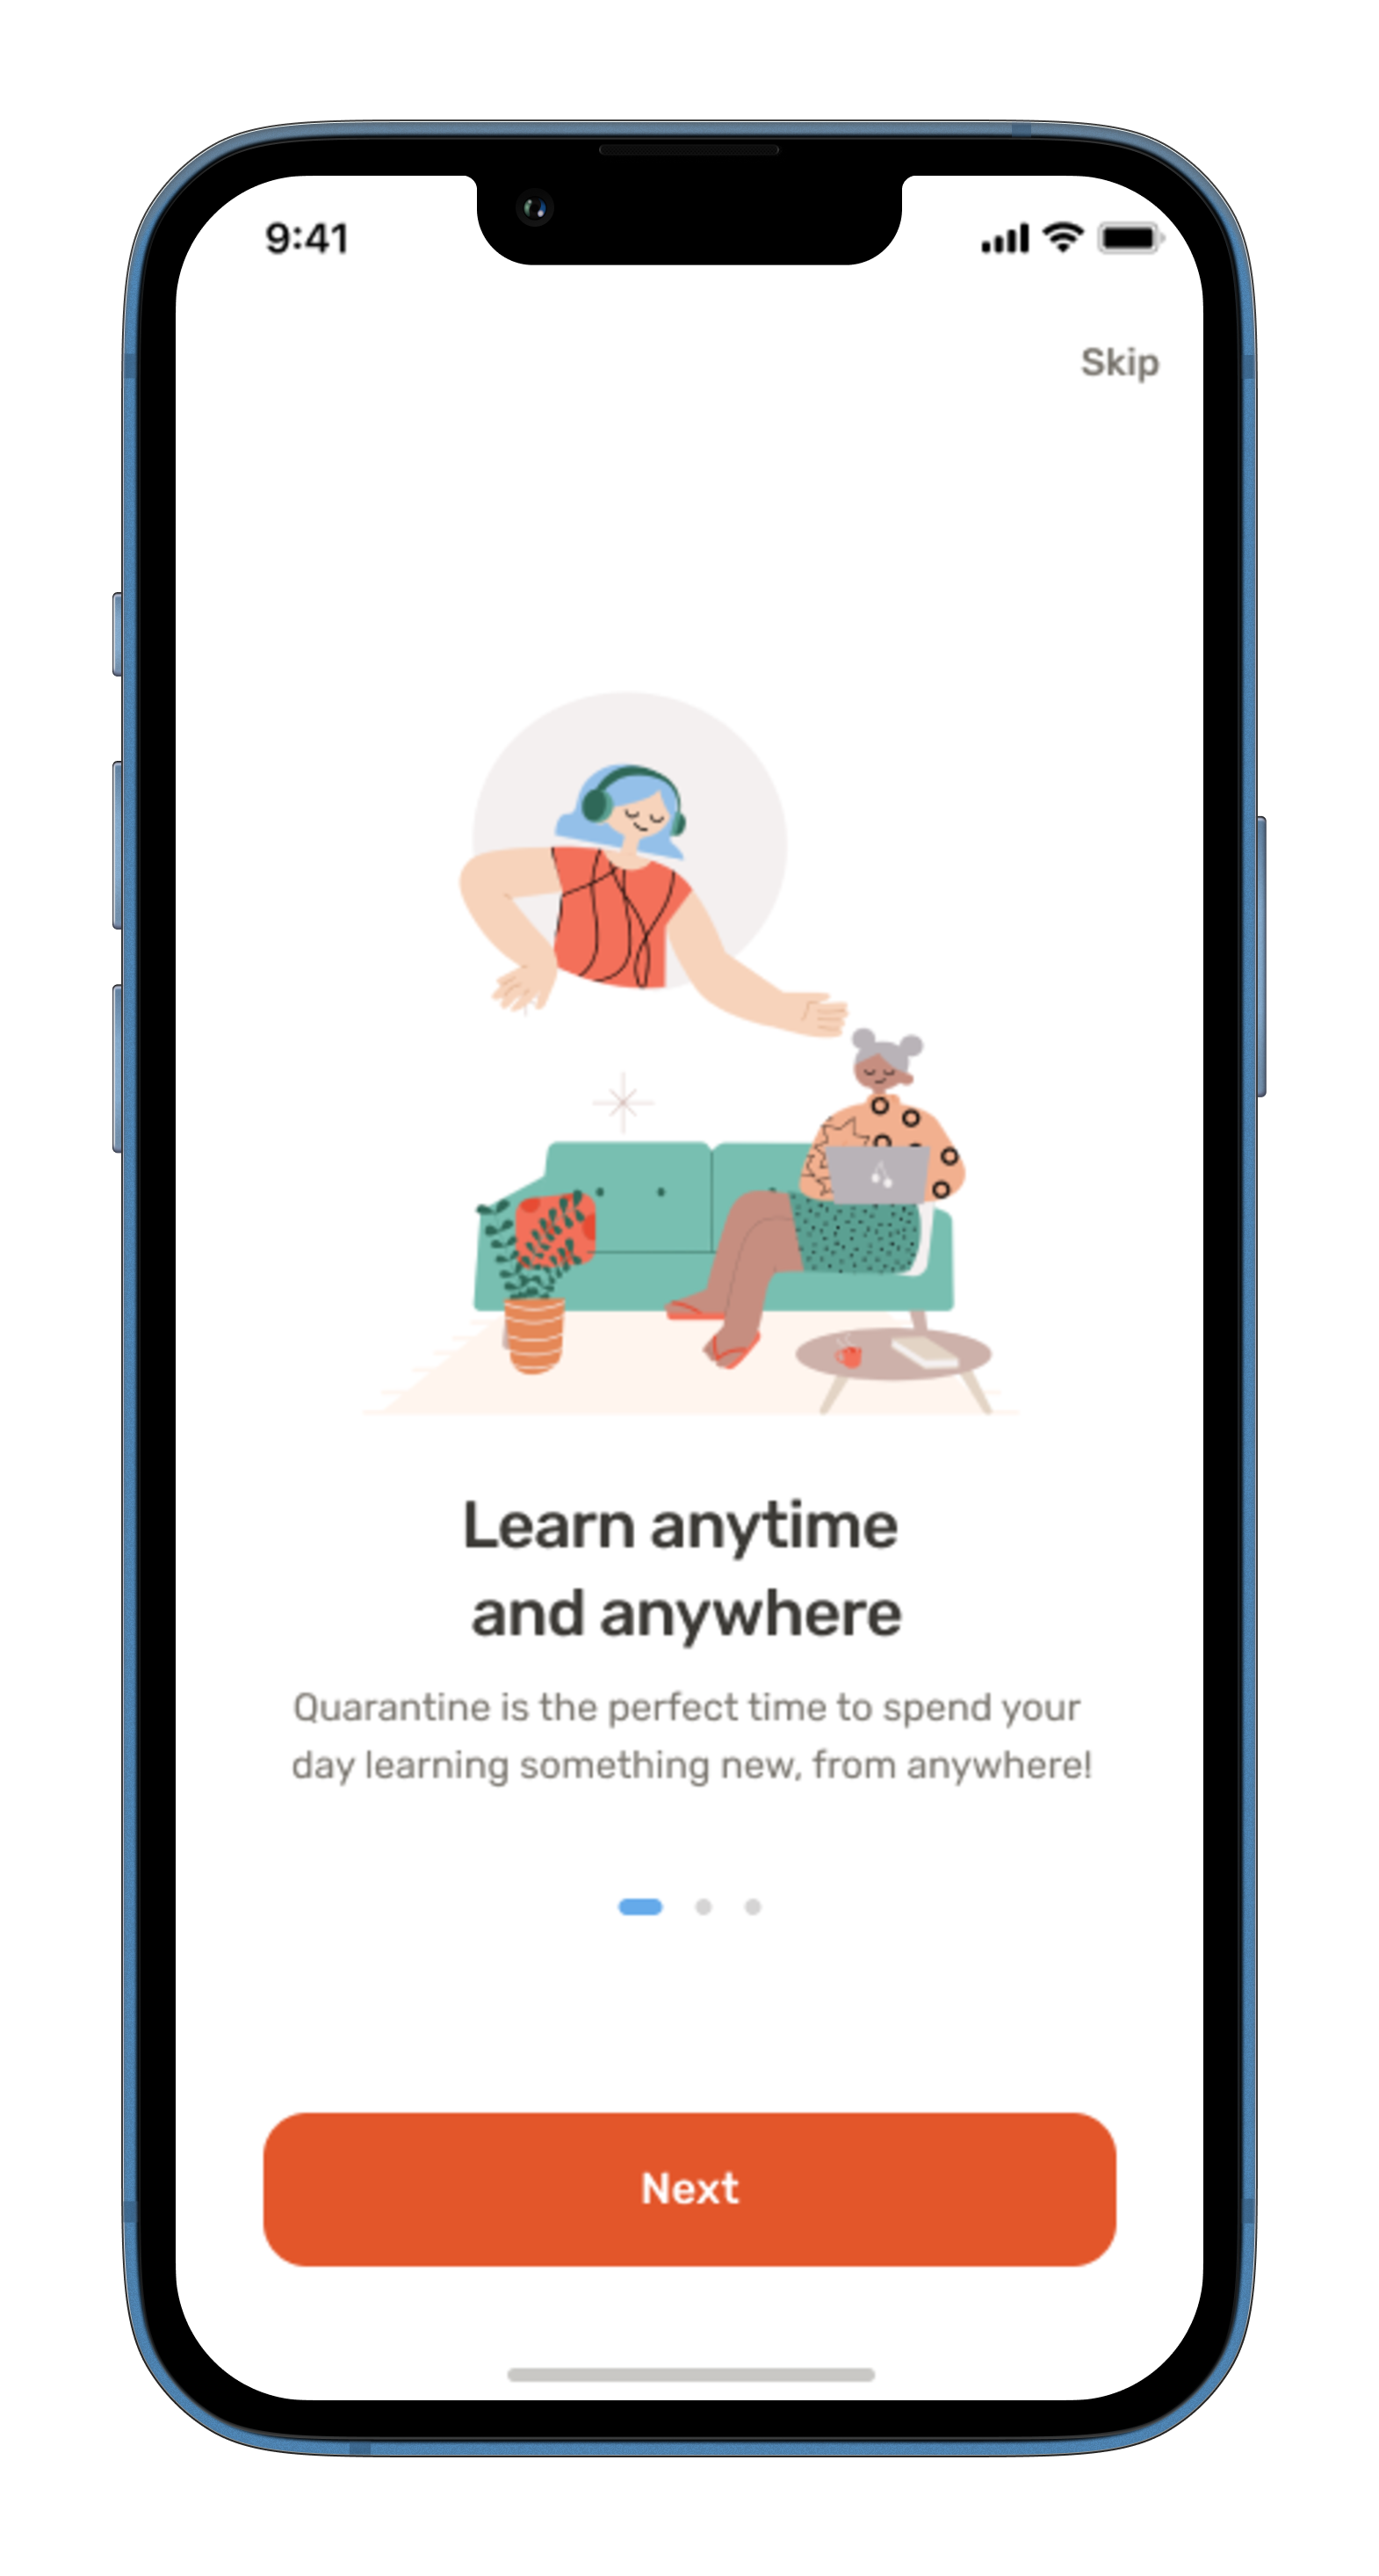 9:41
Skip
Learn anytime
and anywhere
Quarantine is the perfect time to spend your
day learning something new, from anywhere!
Next